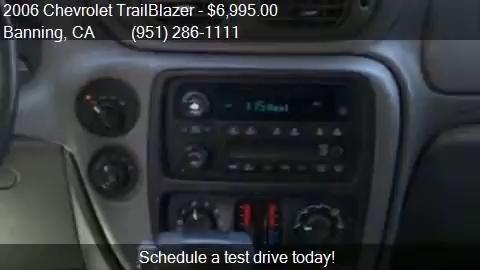 2006 Chevrolet TrailBlazer - $6,995.00
Banning, CA (951) 286-1111
Schedule a test drive today!